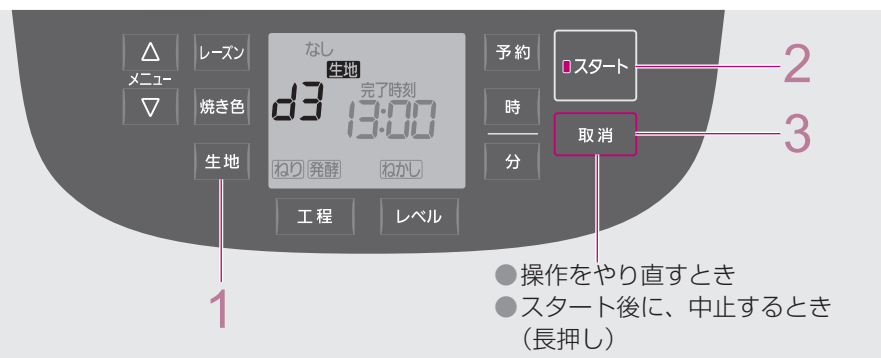 レーズン
メニュー
焼き色
生地
なし
生地
d3
完了時刻
13:00
ねり 発酵 ねかし
工程
レベル
予約
時
分
スタート
取消
1
2
3
●操作をやり直すとき
●スタート後に、中止するとき
（長押し）